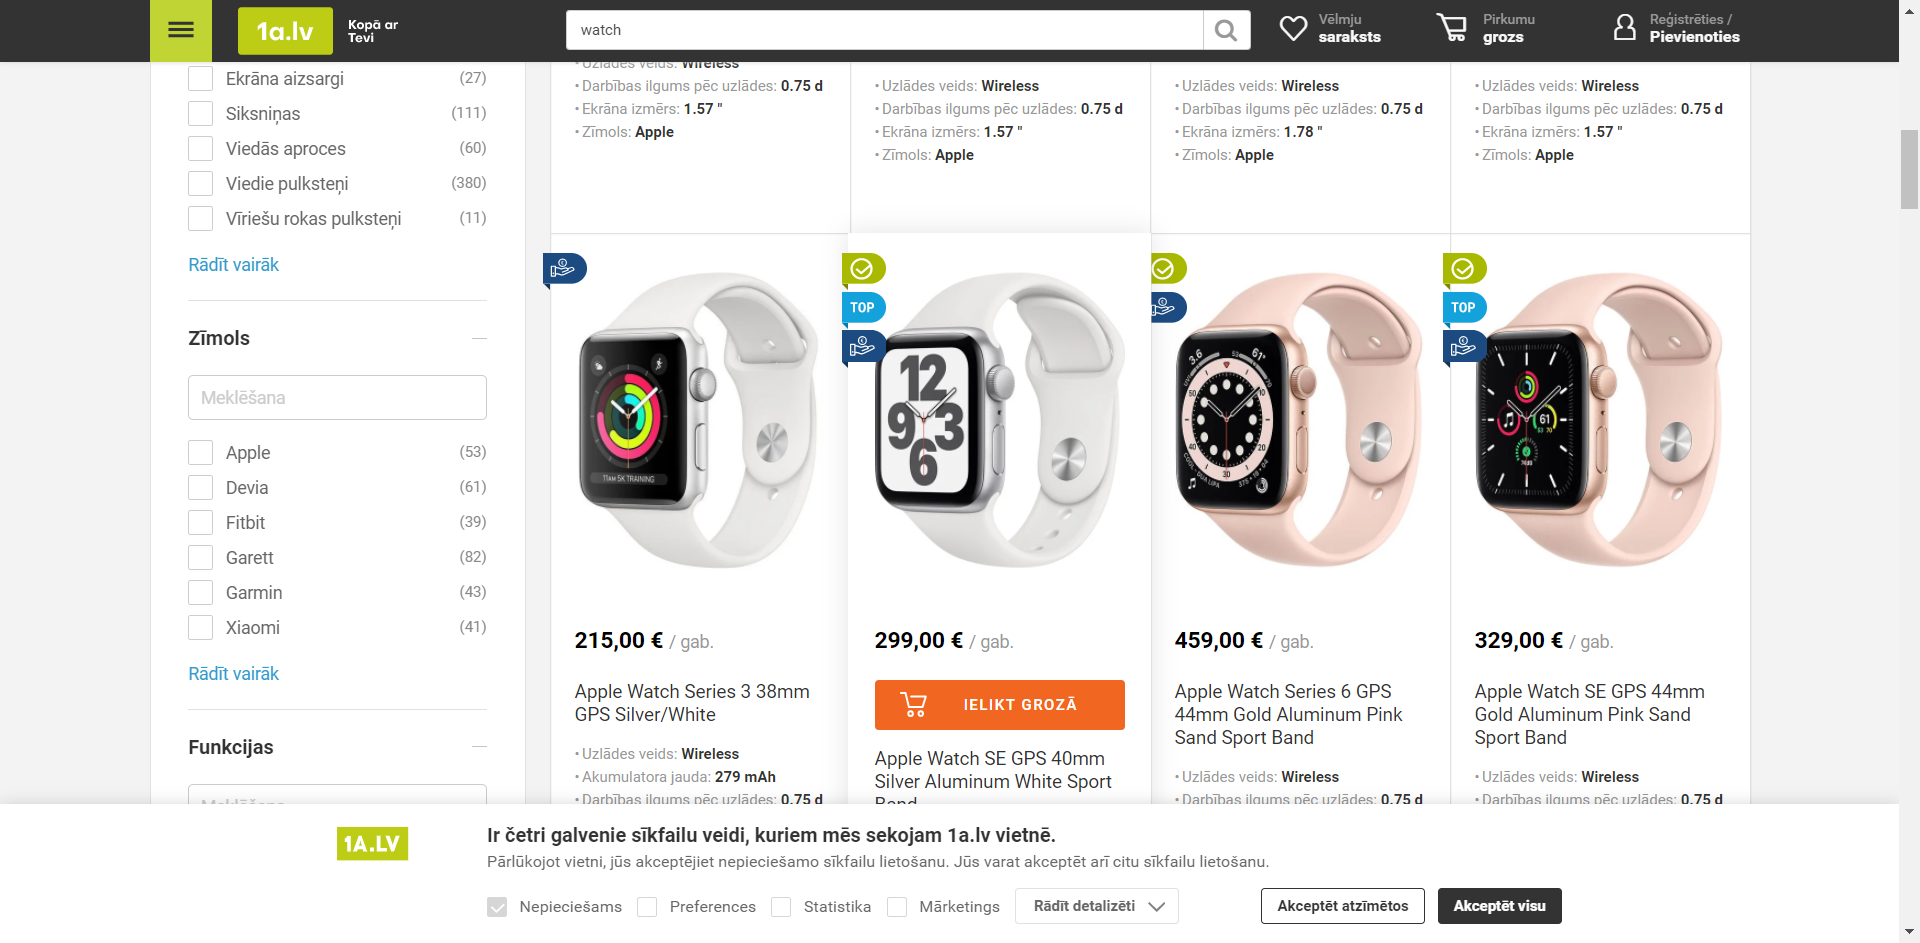 1a.lv
Kopā ar
Tevi
watch
Vēlmju
saraksts
Pirkumu
grozs
Reģistrēties /
Pievienoties
Ekrāna aizsargi (27)
Siksniņas (111)
Viedās aproces (60)
Viedie pulksteņi (380)
Vīriešu rokas pulksteņi (11)
Rādīt vairāk
Zīmols
Meklēšana
Apple (53)
Devia (61)
Fitbit (39)
Garett (82)
Garmin (43)
Xiaomi (41)
Rādīt vairāk
Funkcijas
Meklēšana
• Uzlādes veids: Wireless
• Darbības ilgums pēc uzlādes: 0.75 d
• Ekrāna izmērs: 1.57 "
• Zīmols: Apple
• Uzlādes veids: Wireless
• Darbības ilgums pēc uzlādes: 0.75 d
• Ekrāna izmērs: 1.57 "
• Zīmols: Apple
• Uzlādes veids: Wireless
• Darbības ilgums pēc uzlādes: 0.75 d
• Ekrāna izmērs: 1.78 "
• Zīmols: Apple
• Uzlādes veids: Wireless
• Darbības ilgums pēc uzlādes: 0.75 d
• Ekrāna izmērs: 1.57 "
• Zīmols: Apple
11AM 5K TRAINING
215,00 € / gab.
Apple Watch Series 3 38mm
GPS Silver/White
• Uzlādes veids: Wireless
• Akumulatora jauda: 279 mAh
• Darbības ilgums pēc uzlādes: 0.75 d
TOP
12
9 3
6
299,00 € / gab.
IELIKT GROZĀ
Apple Watch SE GPS 40mm
Silver Aluminum White Sport
Band
459,00 € / gab.
Apple Watch Series 6 GPS
44mm Gold Aluminum Pink
Sand Sport Band
• Uzlādes veids: Wireless
• Darbības ilgums pēc uzlādes: 0.75 d
TOP
61
329,00 € / gab.
Apple Watch SE GPS 44mm
Gold Aluminum Pink Sand
Sport Band
• Uzlādes veids: Wireless
• Darbības ilgums pēc uzlādes: 0.75 d
1A.LV
Ir četri galvenie sīkfailu veidi, kuriem mēs sekojam 1a.lv vietnē.
Pārlūkojot vietni, jūs akceptējiet nepieciešamo sīkfailu lietošanu. Jūs varat akceptēt arī citu sīkfailu lietošanu.
Nepieciešams Preferences Statistika Mārketings Rādīt detalizēti Akceptēt atzīmētos Akceptēt visu